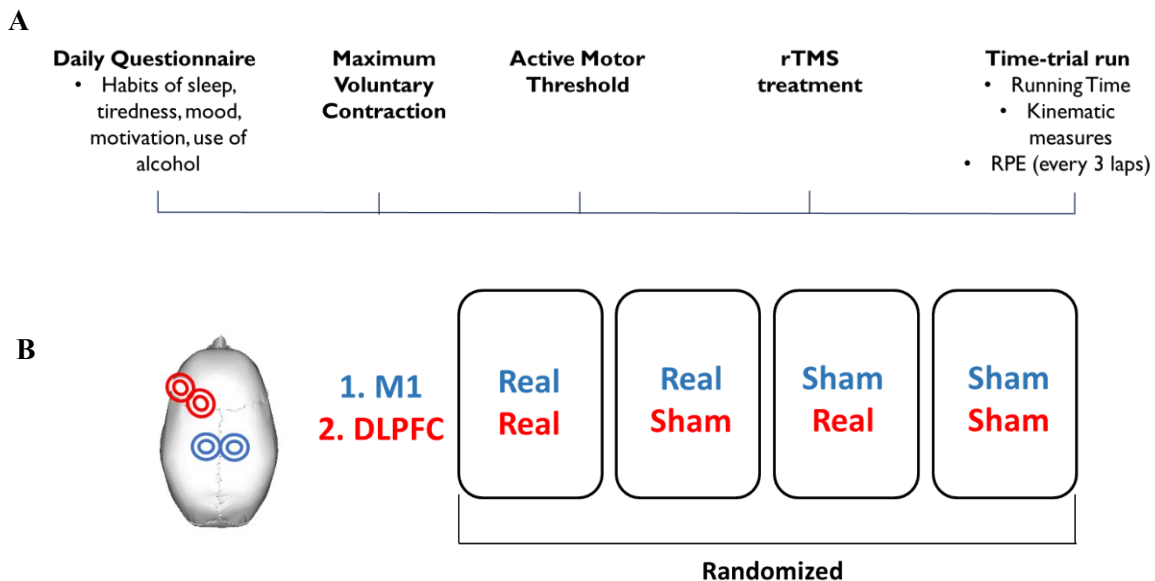 A
Daily Questionnaire
• Habits of sleep,
tiredness, mood,
motivation, use of
alcohol
Maximum
Voluntary
Contraction
Active Motor
Threshold
rTMS
treatment
Time-trial run
• Running Time
• Kinematic
measures
• RPE (every 3 laps)
B
1. M1
2. DLPFC
Real
Real
Real
Sham
Sham
Real
Sham
Sham
Randomized